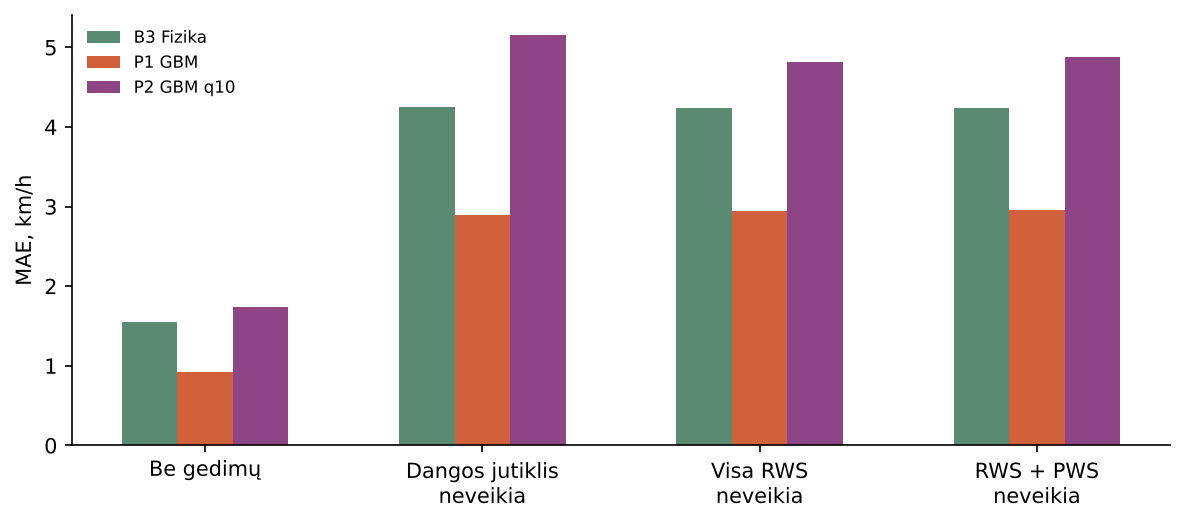 B3 Fizika
P1 GBM
P2 GBM q10
MAE, km/h
5
4
3
2
1
0
Be gedimų
Dangos jutiklis
neveikia
Visa RWS
neveikia
RWS + PWS
neveikia